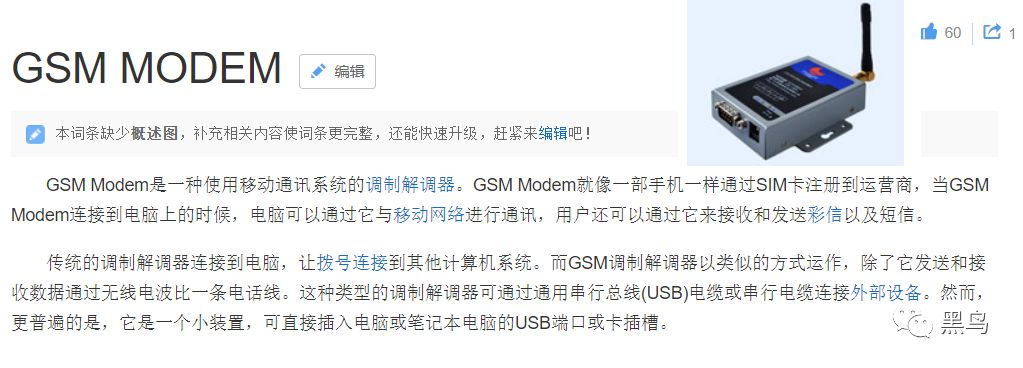 GSM MODEM 编辑
60
1
本词条缺少概述图，补充相关内容使词条更完整，还能快速升级，赶紧来编辑吧！
GSM Modem是一种使用移动通讯系统的调制解调器。GSM Modem就像一部手机一样通过SIM卡注册到运营商，当GSM
Modem连接到电脑上的时候，电脑可以通过它与移动网络进行通讯，用户还可以通过它来接收和发送彩信以及短信。
传统的调制解调器连接到电脑，让拨号连接到其他计算机系统。而GSM调制解调器以类似的方式运作，除了它发送和接
收数据通过无线电波比一条电话线。这种类型的调制解调器可通过通用串行总线(USB)电缆或串行电缆连接外部设备。然而，
更普遍的是，它是一个小装置，可直接插入电脑或笔记本电脑的USB端口或卡插槽。
黑鸟